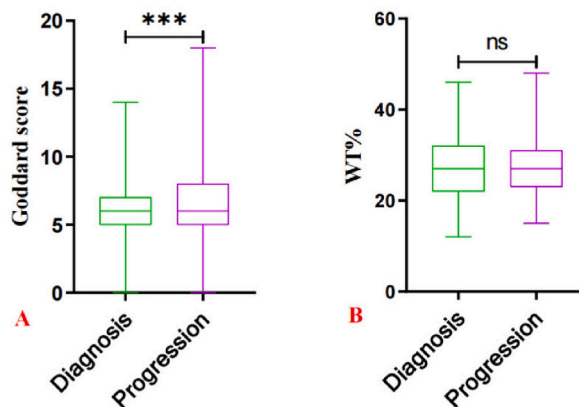 Goddard score
20
15
10
5
0
***
Diagnosis
Progression
A
WT%
60
40
20
0
ns
Diagnosis
Progression
B